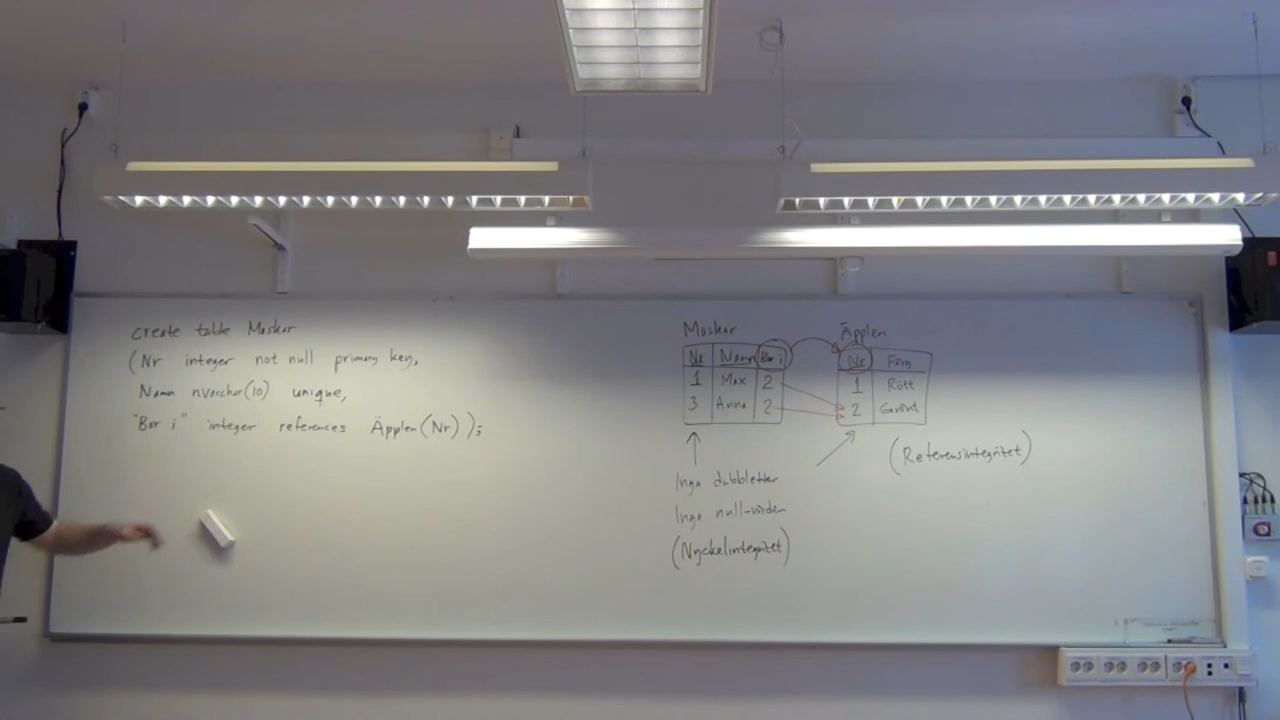 create table Maskar
(Nr integer not null primary key,
Namn nvarchar(10) unique,
"Bor i" integer references Äpplen(Nr));
Maskar
Nr Namn Bor i
1 Max 2
3 Anna 2
Äpplen
Nr Färg
1 Rött
2 Grönt
(Referensintegritet)
Inga dubbletter
Inga null-värden
(Nyckelintegritet)